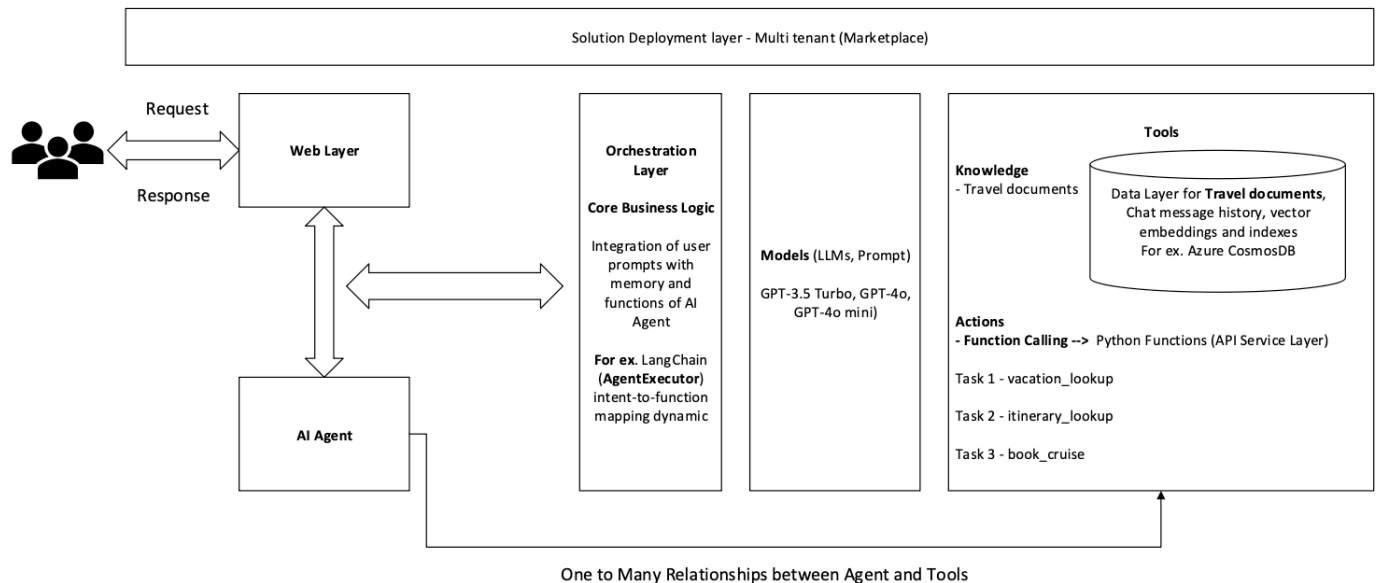 Solution Deployment layer - Multi tenant (Marketplace)
Request
Response
Web Layer
AI Agent
Orchestration
Layer
Core Business Logic
Integration of user
prompts with
memory and
functions of AI
Agent
For ex. LangChain
(AgentExecutor)
intent-to-function
mapping dynamic
Models (LLMs, Prompt)
GPT-3.5 Turbo, GPT-4o,
GPT-4o mini)
Tools
Knowledge
- Travel documents
Data Layer for Travel documents,
Chat message history, vector
embeddings and indexes
For ex. Azure CosmosDB
Actions
- Function Calling --> Python Functions (API Service Layer)
Task 1 - vacation_lookup
Task 2 - itinerary_lookup
Task 3 - book_cruise
One to Many Relationships between Agent and Tools